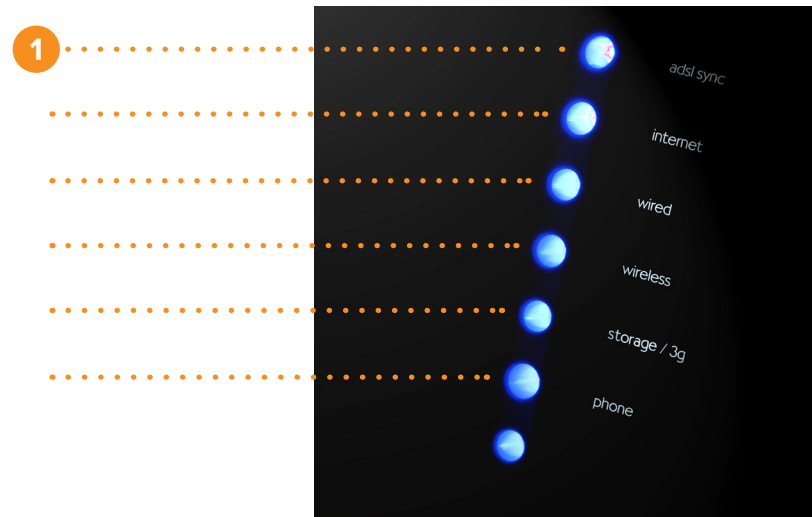 1
adsl sync
internet
wired
wireless
storage / 3g
phone